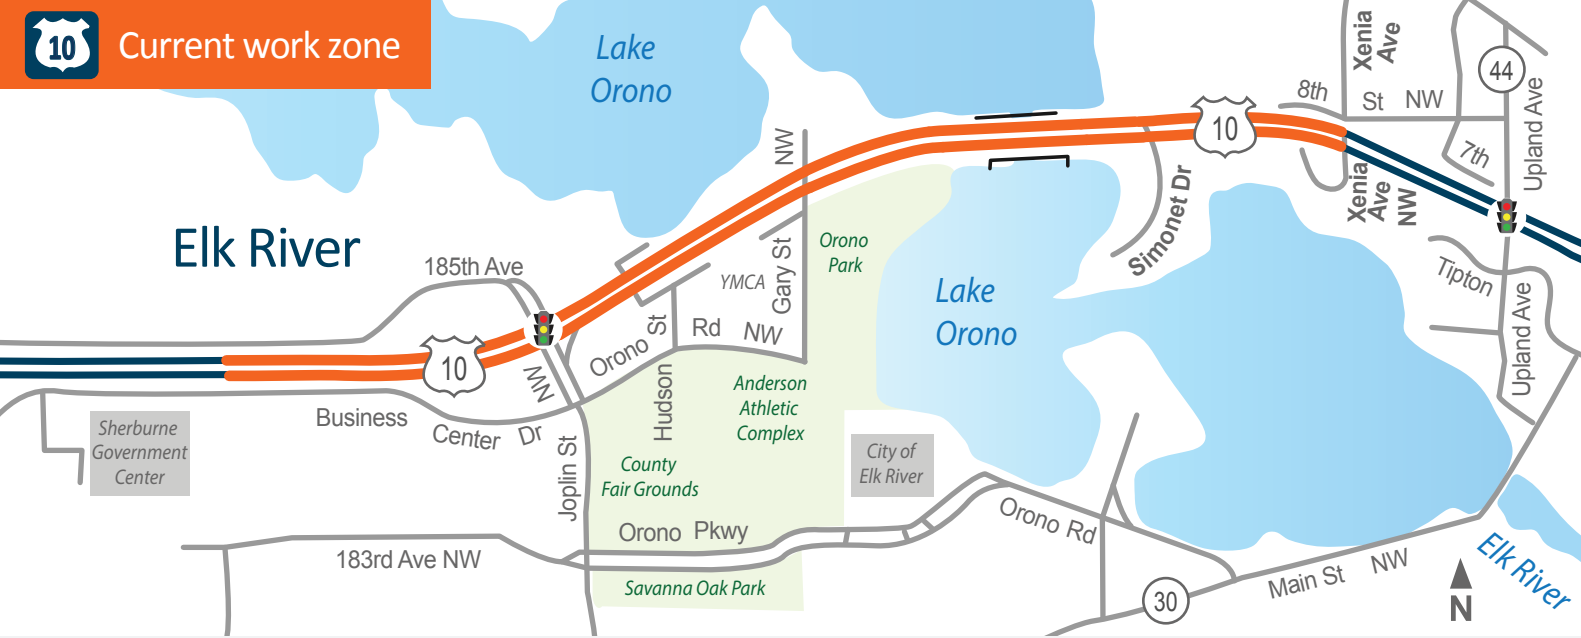 10
Current work zone
Lake
Orono
Xenia
Ave
44
8th
St NW
Upland Ave
10
7th
NW
Simonet Dr
Xenia
Ave
NW
Elk River
185th Ave
Orono
Park
YMCA
Gary St
Tipton
Lake
Orono
Upland Ave
Orono St
Rd NW
10
NW
Hudson
Anderson
Athletic
Complex
Business
Center Dr
Sherburne
Government
Center
Joplin St
County
Fair Grounds
City of
Elk River
Orono Pkwy
Orono Rd
183rd Ave NW
Savanna Oak Park
Main St NW
30
Elk River
N